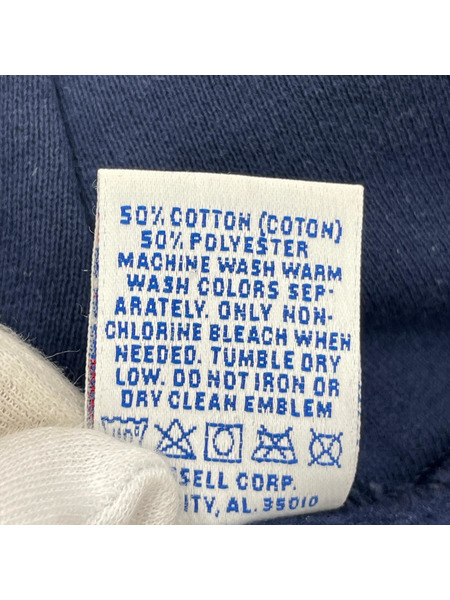 50% COTTON (COTON)
50% POLYESTER
MACHINE WASH WARM
WASH COLORS SEP-
ARATELY. ONLY NON-
CHLORINE BLEACH WHEN
NEEDED. TUMBLE DRY
LOW. DO NOT IRON OR
DRY CLEAN EMBLEM
SSELL CORP.
ITY, AL. 35010